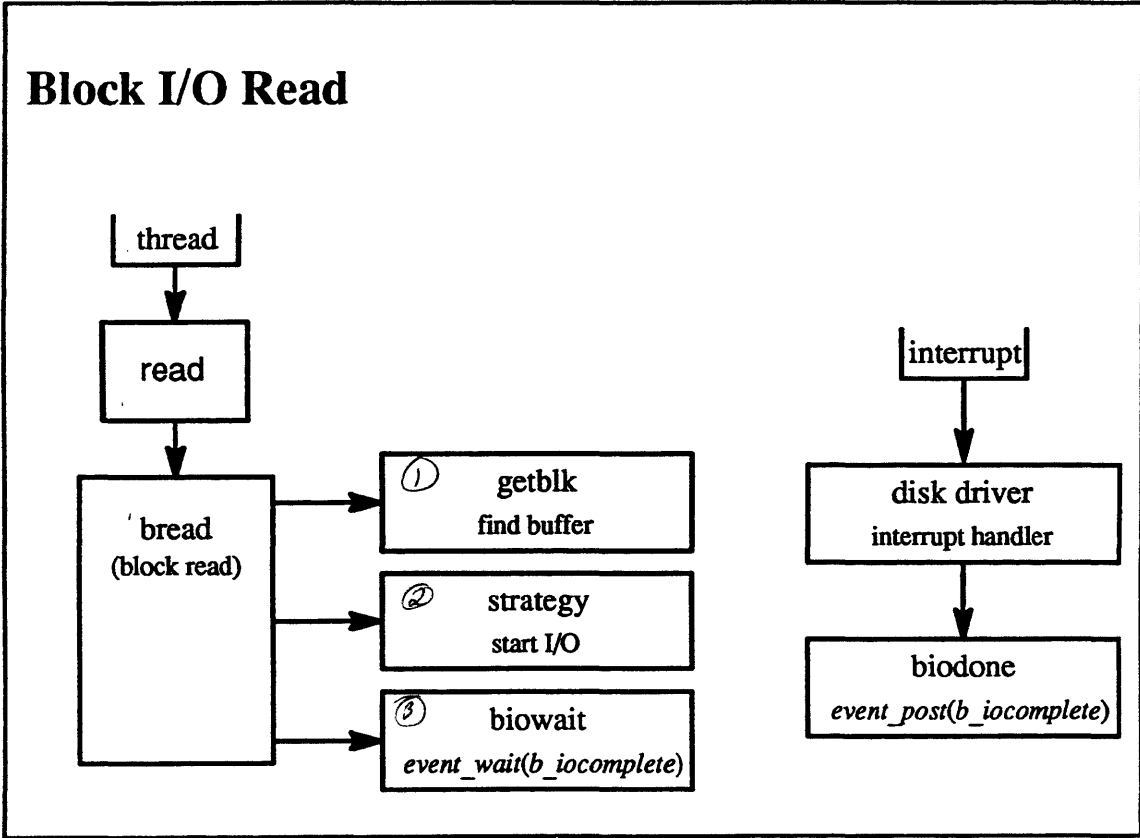 Block I/O Read
thread
read
bread
(block read)
1
getblk
find buffer
2
strategy
start I/O
3
biowait
event_wait(b_iocomplete)
interrupt
disk driver
interrupt handler
biodone
event_post(b_iocomplete)